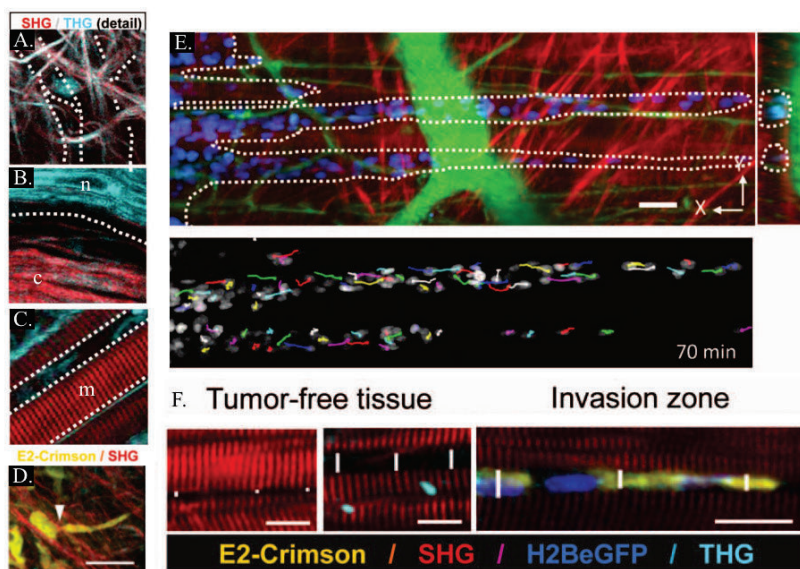 SHG / THG (detail)
A.
B.
n
c
C.
m
E2-Crimson / SHG
D.
E.
Y
X
70 min
F.
Tumor-free tissue
Invasion zone
E2-Crimson / SHG / H2BeGFP / THG